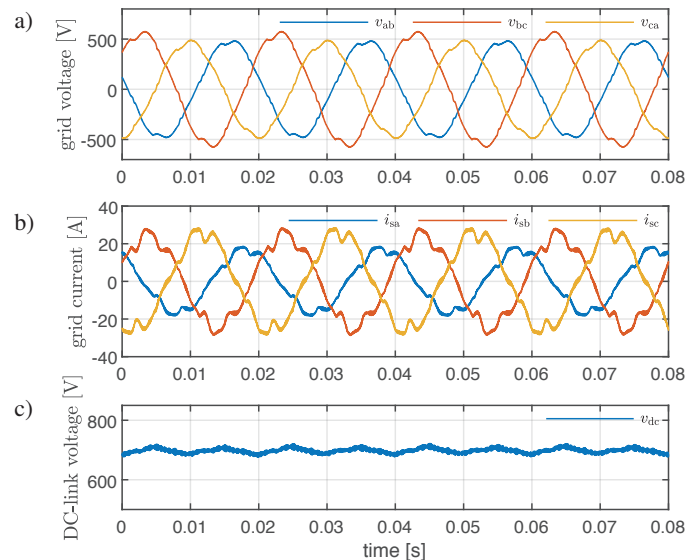 a)
grid voltage [V]
v_ab v_bc v_ca
500
0
-500
0 0.01 0.02 0.03 0.04 0.05 0.06 0.07 0.08
b)
grid current [A]
i_sa i_sb i_sc
40
20
0
-20
-40
0 0.01 0.02 0.03 0.04 0.05 0.06 0.07 0.08
c)
DC-link voltage [V]
v_dc
800
600
0 0.01 0.02 0.03 0.04 0.05 0.06 0.07 0.08
time [s]